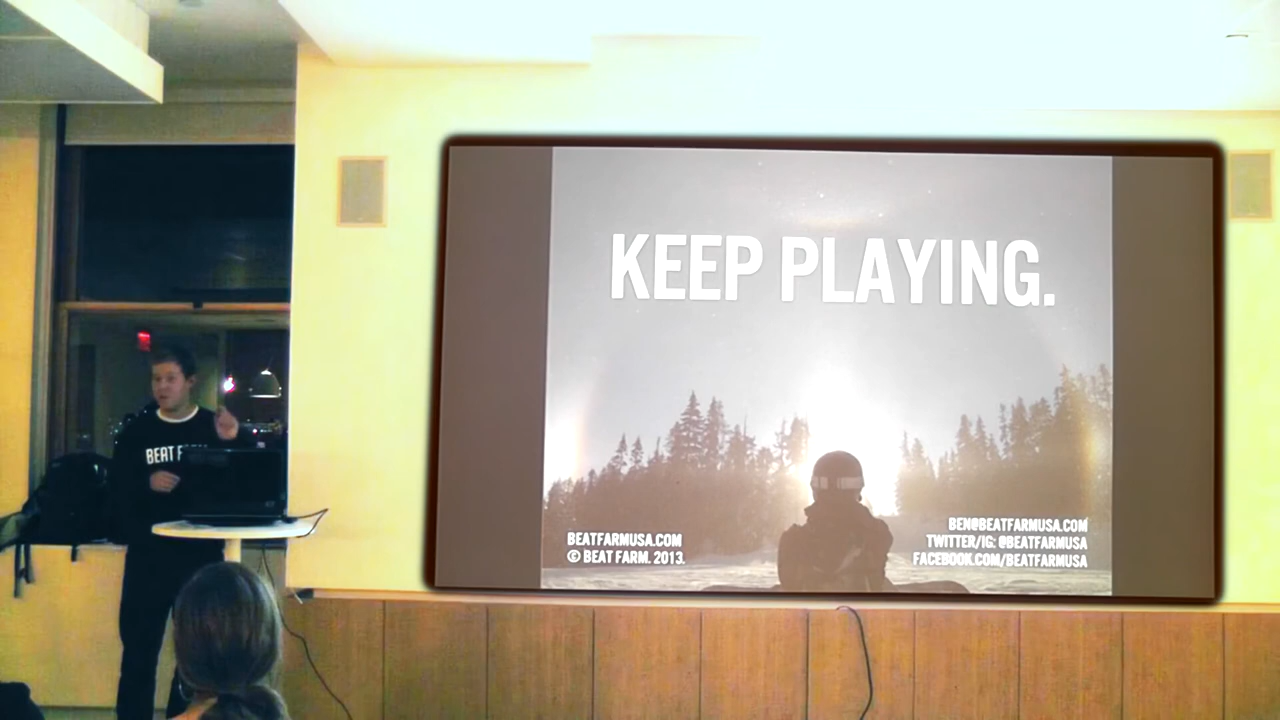 KEEP PLAYING.
BEAT F
BEATFARMUSA.COM
© BEAT FARM. 2013.
BEN@BEATFARMUSA.COM
TWITTER/IG: @BEATFARMUSA
FACEBOOK.COM/BEATFARMUSA